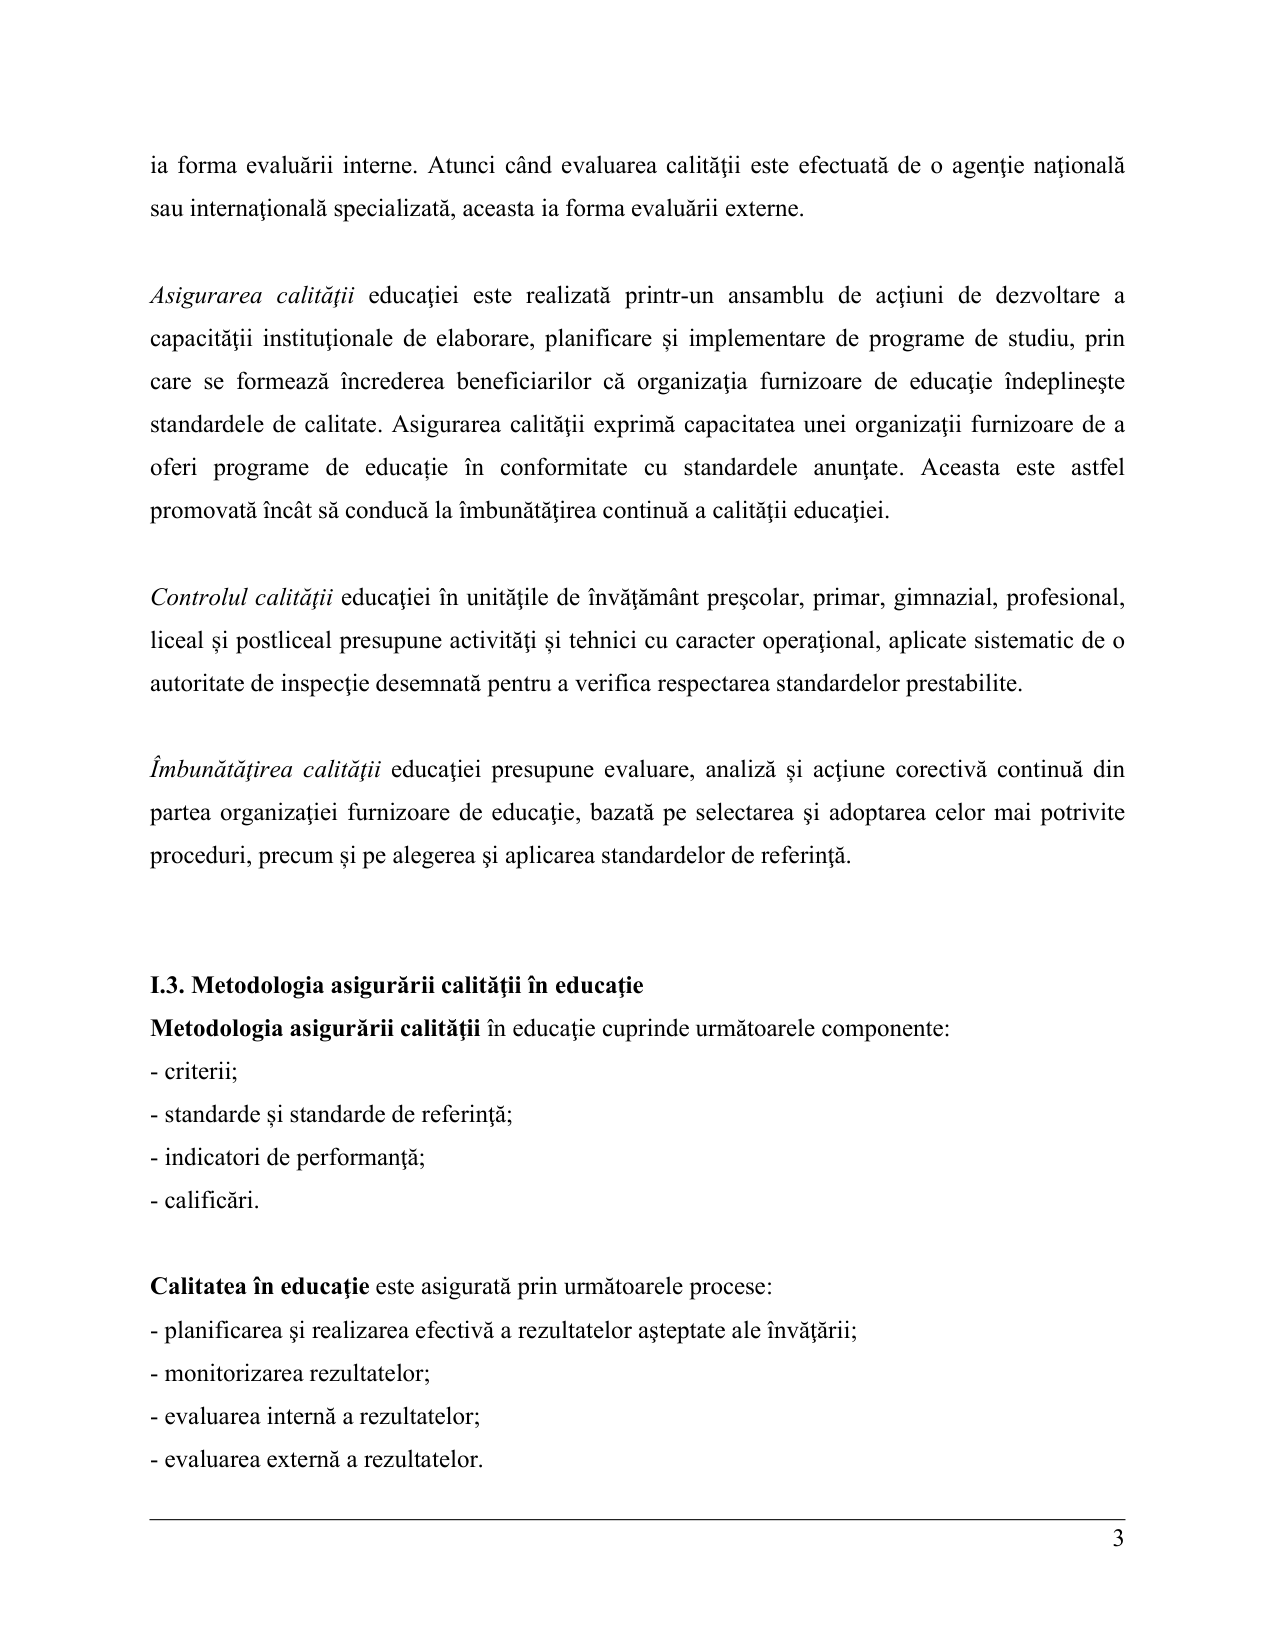 ia forma evaluării interne. Atunci când evaluarea calităţii este efectuată de o agenţie naţională
sau internaţională specializată, aceasta ia forma evaluării externe.
Asigurarea calităţii educaţiei este realizată printr-un ansamblu de acţiuni de dezvoltare a
capacităţii instituţionale de elaborare, planificare și implementare de programe de studiu, prin
care se formează încrederea beneficiarilor că organizaţia furnizoare de educaţie îndeplineşte
standardele de calitate. Asigurarea calităţii exprimă capacitatea unei organizaţii furnizoare de a
oferi programe de educație în conformitate cu standardele anunţate. Aceasta este astfel
promovată încât să conducă la îmbunătăţirea continuă a calităţii educaţiei.
Controlul calităţii educaţiei în unităţile de învăţământ preşcolar, primar, gimnazial, profesional,
liceal și postliceal presupune activităţi și tehnici cu caracter operaţional, aplicate sistematic de o
autoritate de inspecţie desemnată pentru a verifica respectarea standardelor prestabilite.
Îmbunătăţirea calităţii educaţiei presupune evaluare, analiză și acţiune corectivă continuă din
partea organizaţiei furnizoare de educaţie, bazată pe selectarea şi adoptarea celor mai potrivite
proceduri, precum și pe alegerea şi aplicarea standardelor de referinţă.
I.3. Metodologia asigurării calităţii în educaţie
Metodologia asigurării calităţii în educaţie cuprinde următoarele componente:
- criterii;
- standarde și standarde de referinţă;
- indicatori de performanţă;
- calificări.
Calitatea în educaţie este asigurată prin următoarele procese:
- planificarea şi realizarea efectivă a rezultatelor aşteptate ale învăţării;
- monitorizarea rezultatelor;
- evaluarea internă a rezultatelor;
- evaluarea externă a rezultatelor.
3